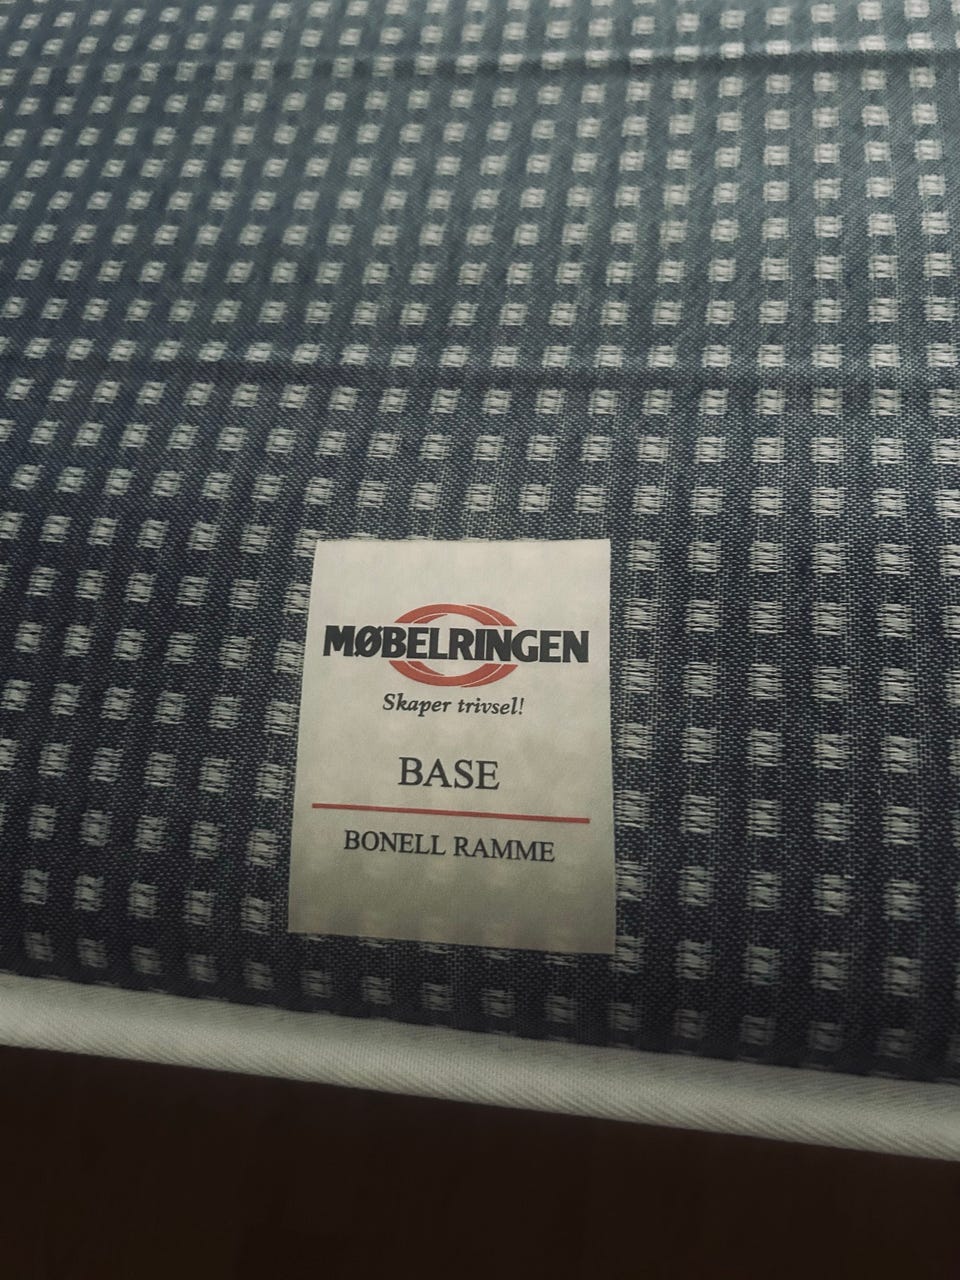 MØBELRINGEN
Skaper trivsel!
BASE
BONELL RAMME